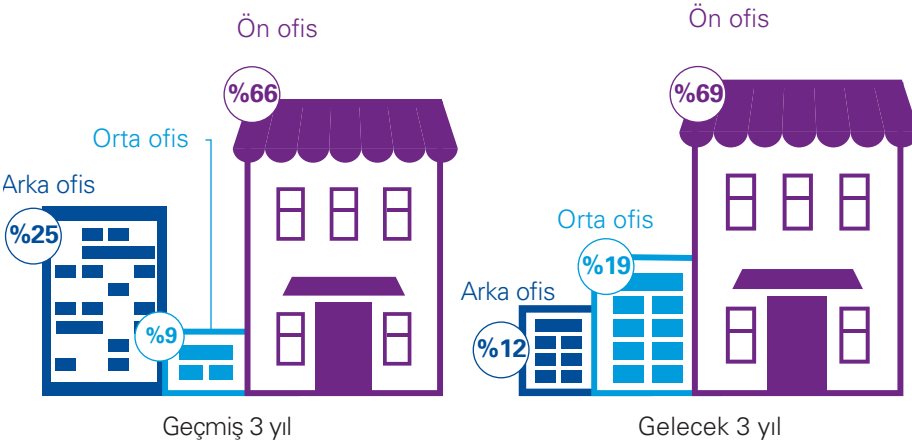 Ön ofis
%66
Orta ofis
Arka ofis
%25
%9
Geçmiş 3 yıl
Ön ofis
%69
Orta ofis
%19
Arka ofis
%12
Gelecek 3 yıl